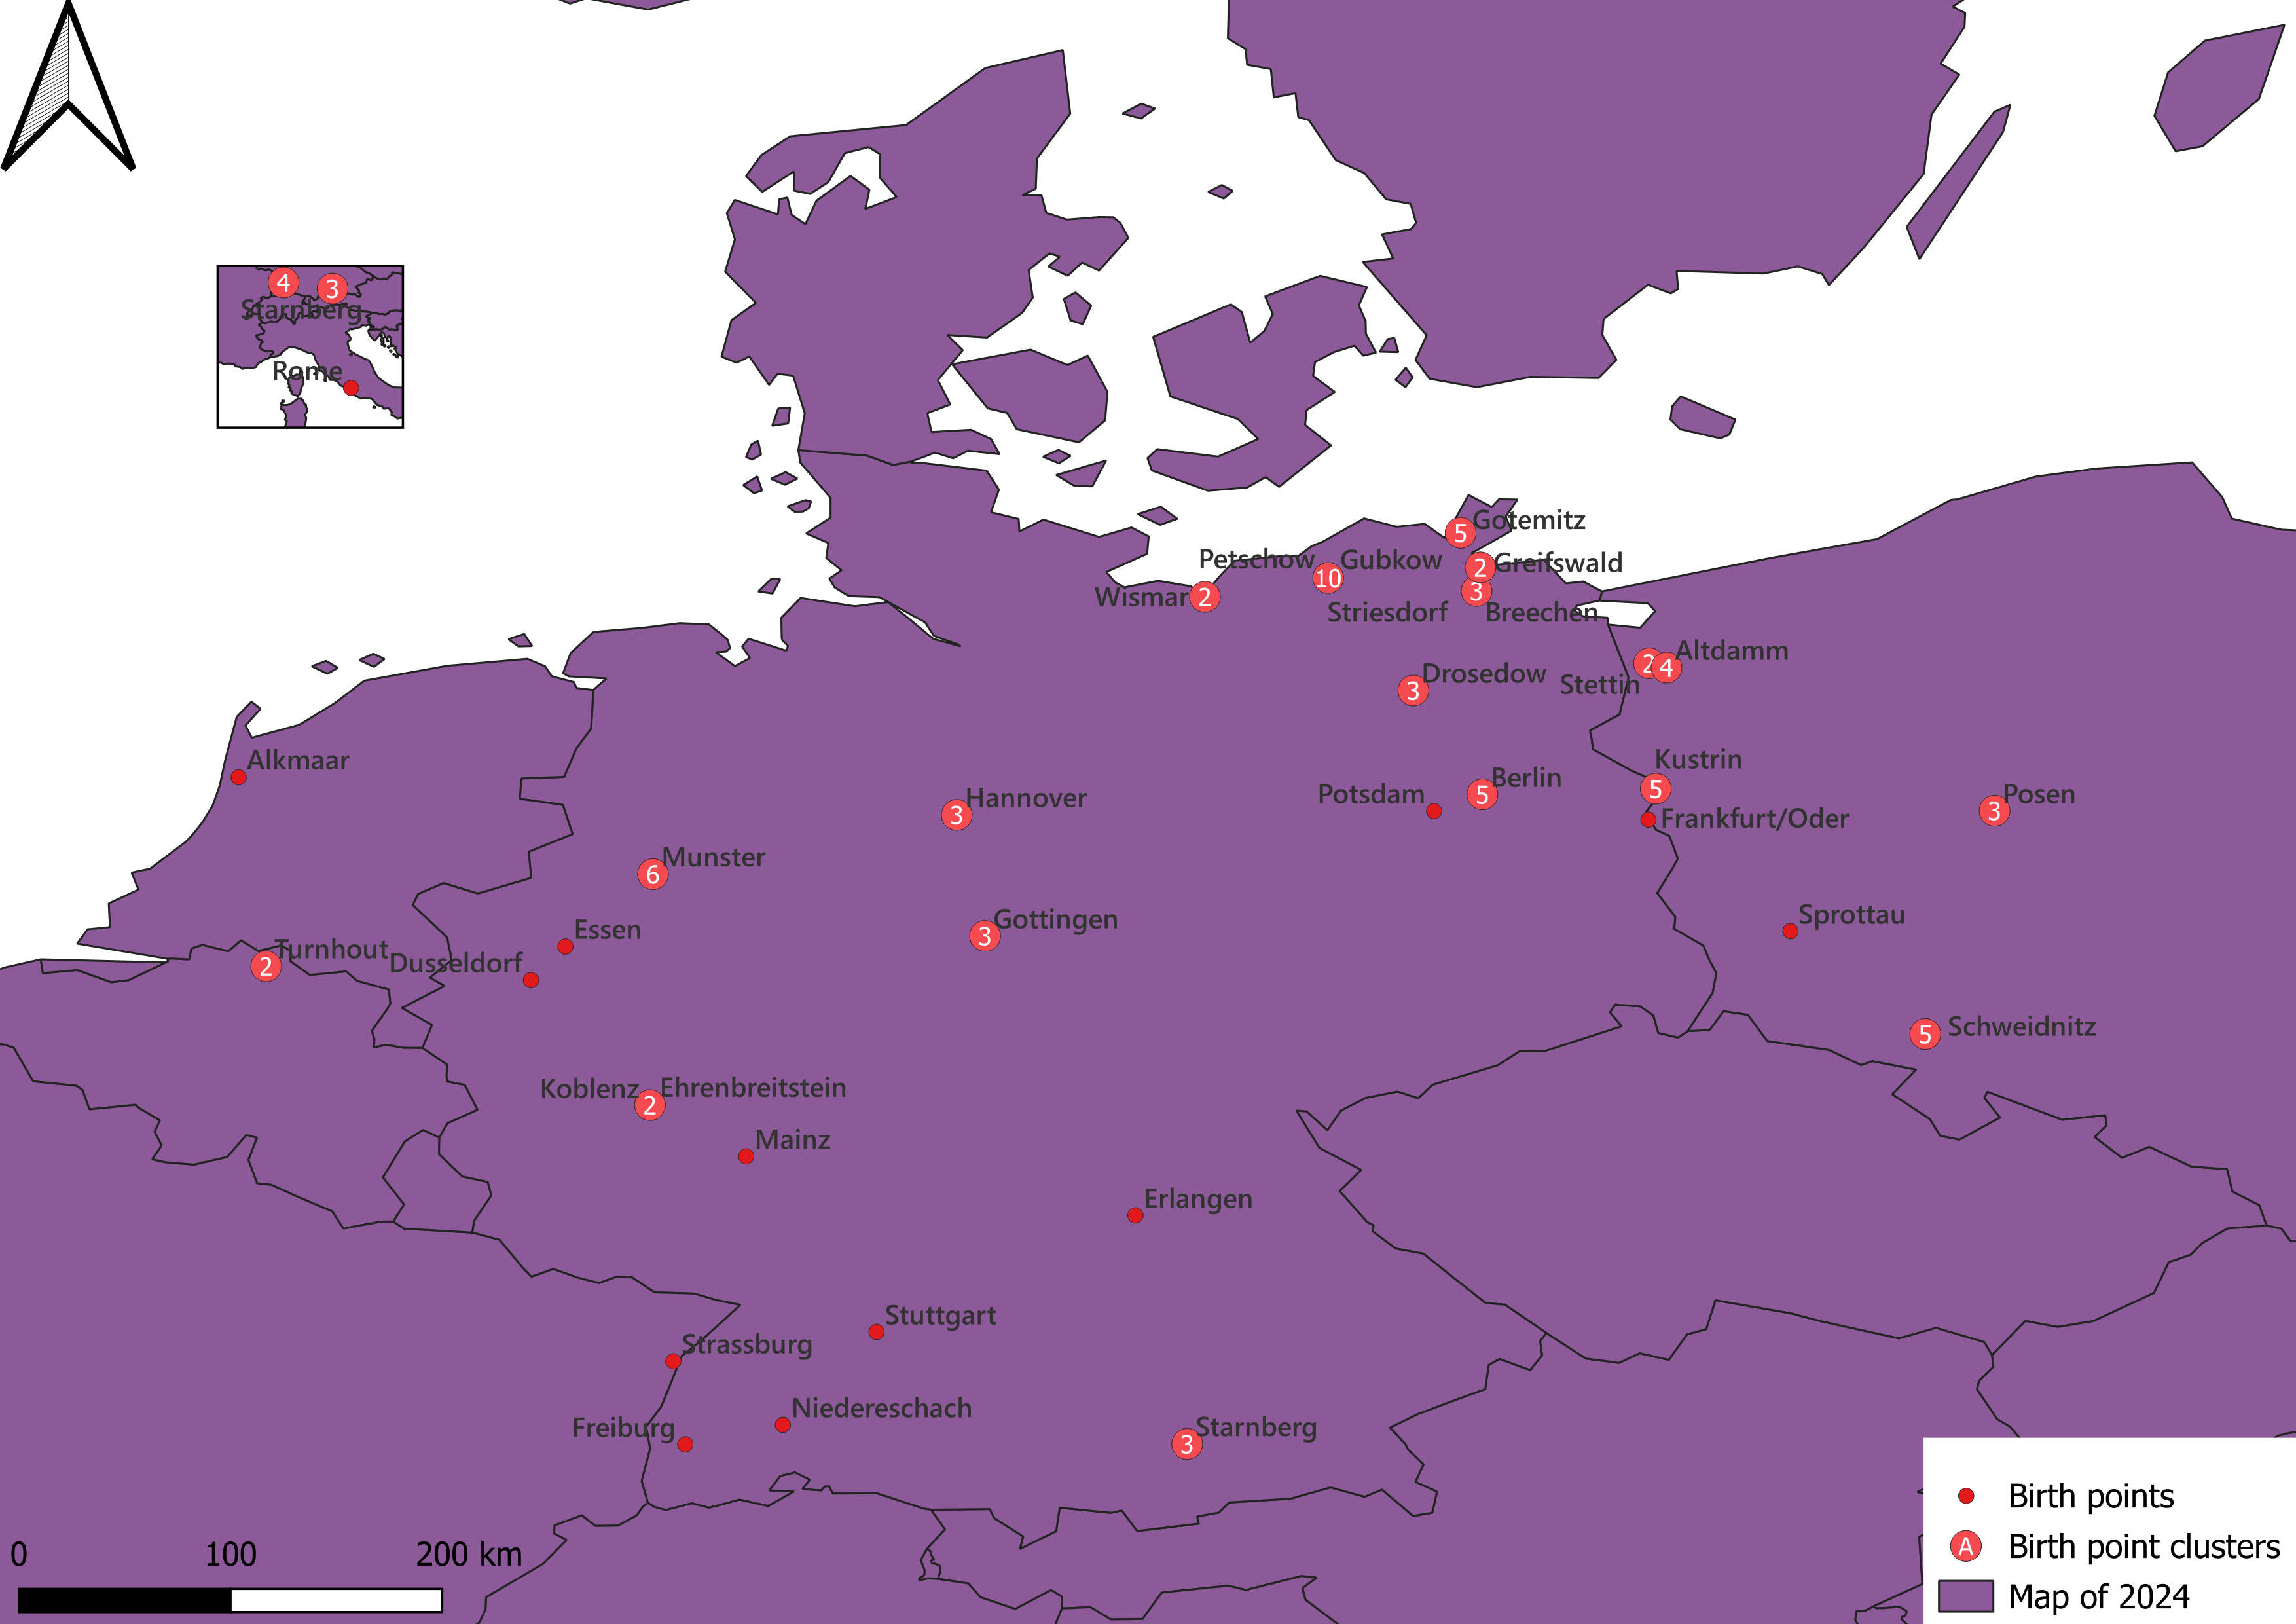 4
3
Starnberg
Rome
5
Gotemitz
Petschow
10
Gubkow
2
Greifswald
Wismar
2
3
Striesdorf
Breechen
2
4
Altdamm
Stettin
3
Drosedow
Alkmaar
Kustrin
5
Berlin
5
Potsdam
Hannover
3
3
Posen
Frankfurt/Oder
Munster
6
Essen
Gottingen
3
Sprottau
Turnhout
2
Dusseldorf
5
Schweidnitz
Koblenz
2
Ehrenbreitstein
Mainz
Erlangen
Stuttgart
Strassburg
Niedereschach
Freiburg
3
Starnberg
Birth points
A
Birth point clusters
Map of 2024
0 100 200 km